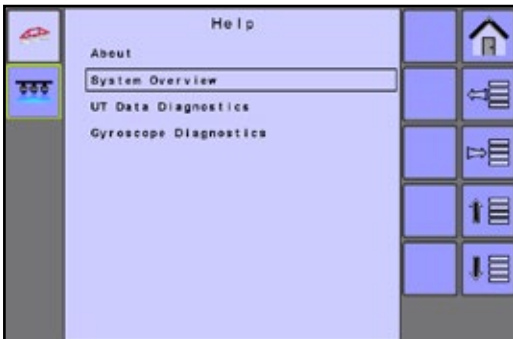 Help
About
System Overview
UT Data Diagnostics
Gyroscope Diagnostics